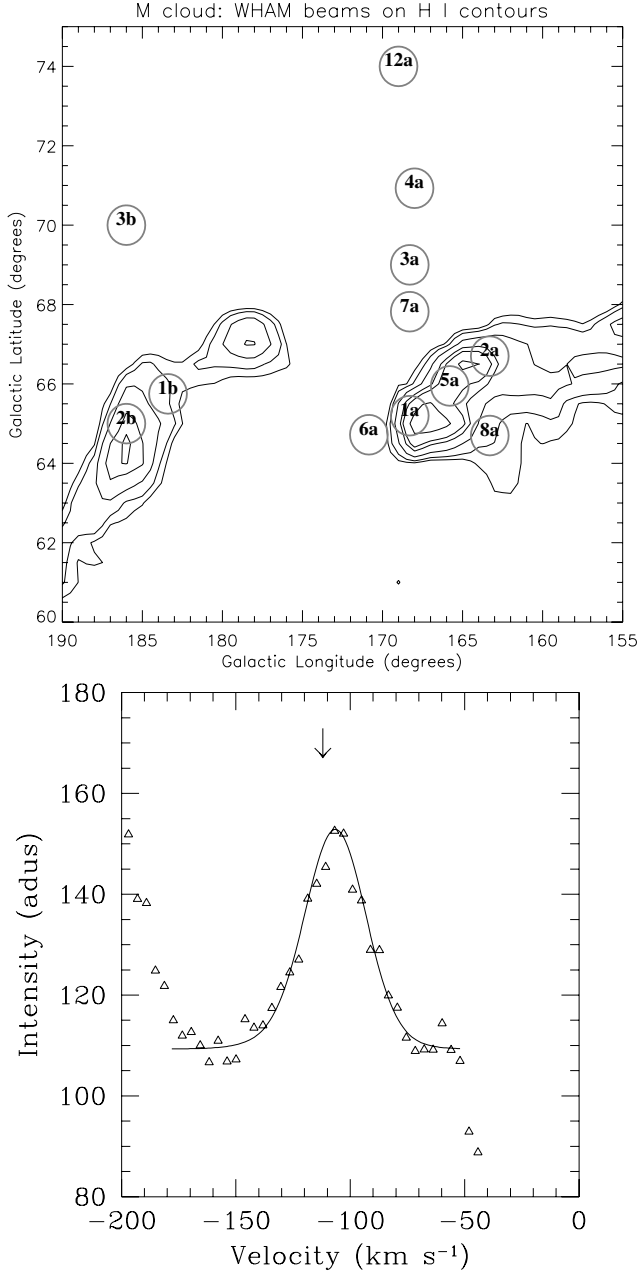 M cloud: WHAM beams on H I contours
Galactic Latitude (degrees)
74
72
70
68
66
64
62
60
12a
4a
3b
3a
7a
2a
5a
1b
1a
2b
6a
8a
190 185 180 175 170 165 160 155
Galactic Longitude (degrees)
Intensity (adus)
180
160
140
120
100
80
−200 −150 −100 −50 0
Velocity (km s⁻¹)